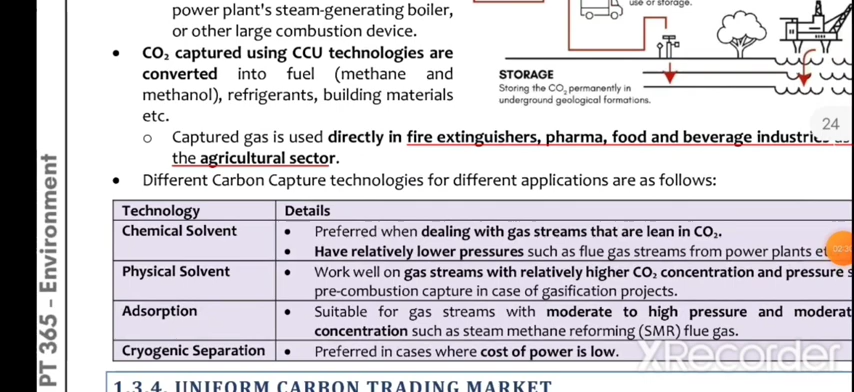 power plant's steam-generating boiler,
or other large combustion device.
use or storage.
• CO₂ captured using CCU technologies are
converted into fuel (methane and
methanol), refrigerants, building materials
etc.
STORAGE
Storing the CO₂ permanently in
underground geological formations.
24
○ Captured gas is used directly in fire extinguishers, pharma, food and beverage
the agricultural sector.
• Different Carbon Capture technologies for different applications are as follows:
Technology Details
Chemical Solvent • Preferred when dealing with gas streams that are lean in CO₂.
• Have relatively lower pressures such as flue gas streams from power plants
Physical Solvent • Work well on gas streams with relatively higher CO₂ concentration and pressure
pre-combustion capture in case of gasification projects.
Adsorption • Suitable for gas streams with moderate to high pressure and
concentration such as steam methane reforming (SMR) flue gas.
Cryogenic Separation • Preferred in cases where cost of power is low.
1.3.4. UNIFORM CARBON TRADING MARKET
PT 365 - Environment
XRecorder